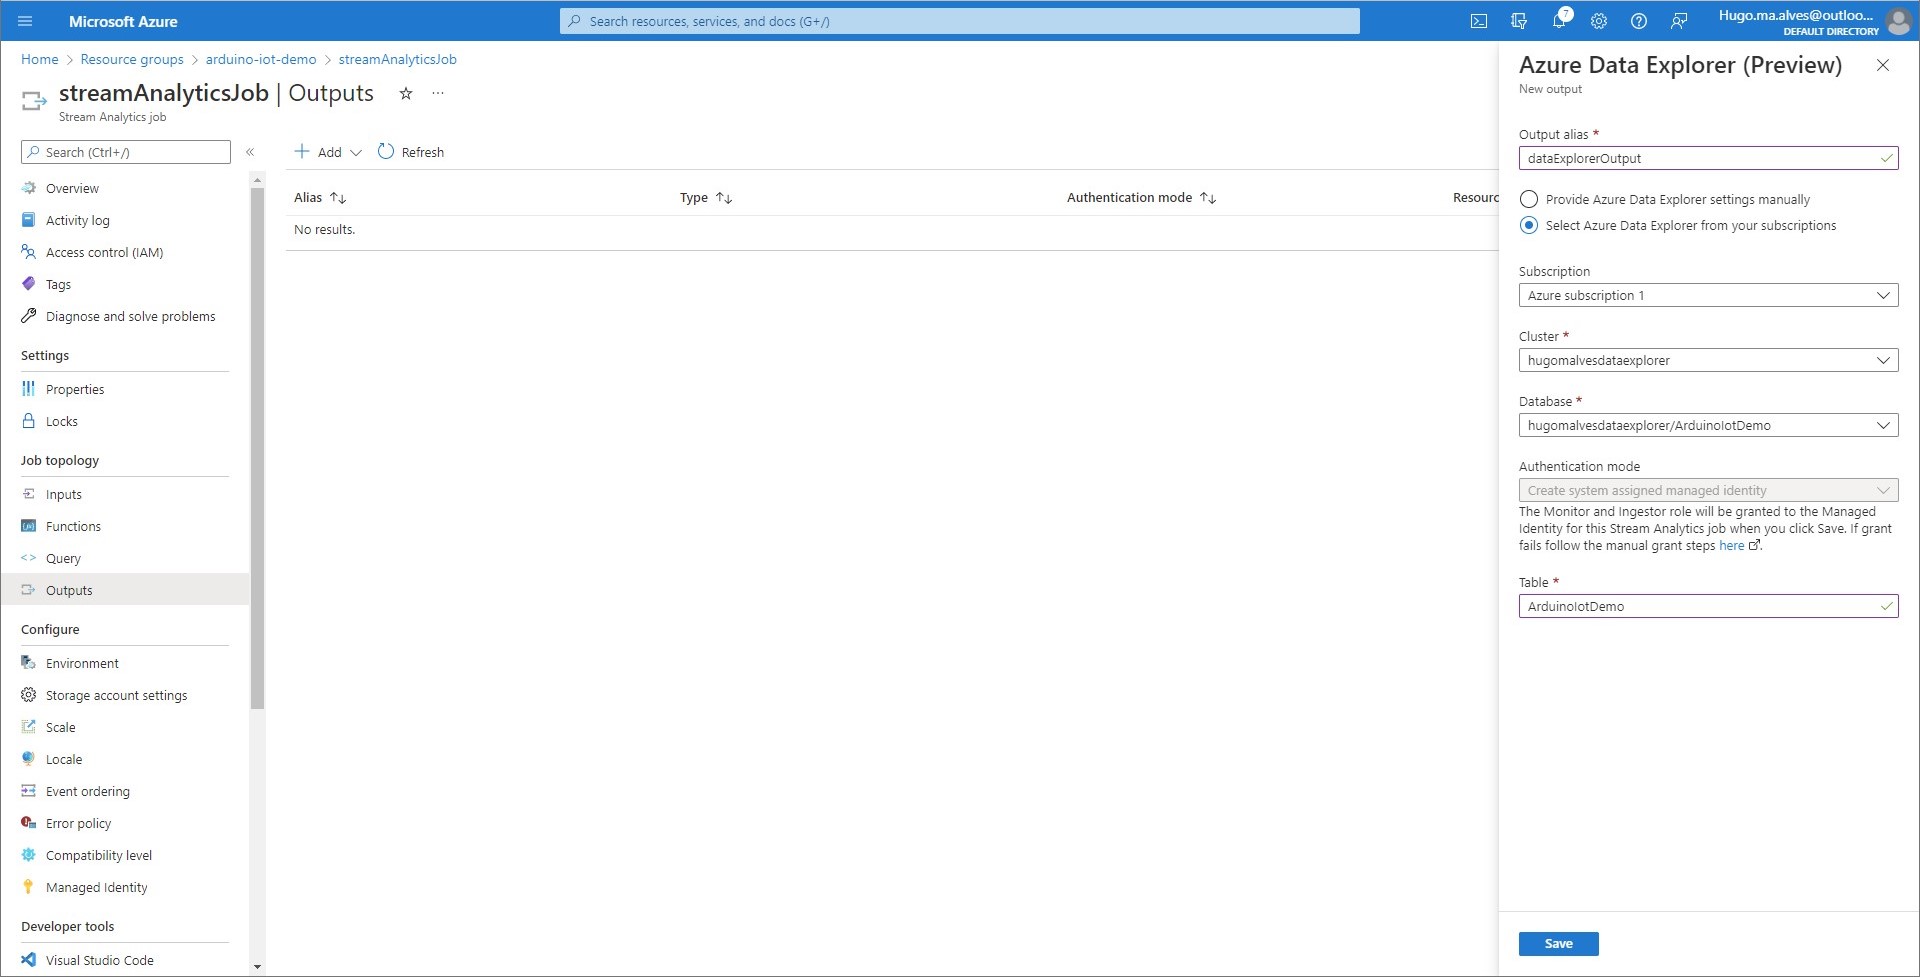 Microsoft Azure
Search resources, services, and docs (G+/)
7
Hugo.ma.alves@outloo...
DEFAULT DIRECTORY
Home > Resource groups > arduino-iot-demo > streamAnalyticsJob
streamAnalyticsJob | Outputs
...
Stream Analytics job
Search (Ctrl+/)
«
Overview
Activity log
Access control (IAM)
Tags
Diagnose and solve problems
Settings
Properties
Locks
Job topology
Inputs
Functions
Query
Outputs
Configure
Environment
Storage account settings
Scale
Locale
Event ordering
Error policy
Compatibility level
Managed Identity
Developer tools
Visual Studio Code
Add
Refresh
Alias
Type
Authentication mode
Resourc
No results.
Azure Data Explorer (Preview)
New output
Output alias *
dataExplorerOutput
Provide Azure Data Explorer settings manually
Select Azure Data Explorer from your subscriptions
Subscription
Azure subscription 1
Cluster *
hugomalvesdataexplorer
Database *
hugomalvesdataexplorer/ArduinoIotDemo
Authentication mode
Create system assigned managed identity
The Monitor and Ingestor role will be granted to the Managed
Identity for this Stream Analytics job when you click Save. If grant
fails follow the manual grant steps here.
Table *
ArduinoIotDemo
Save